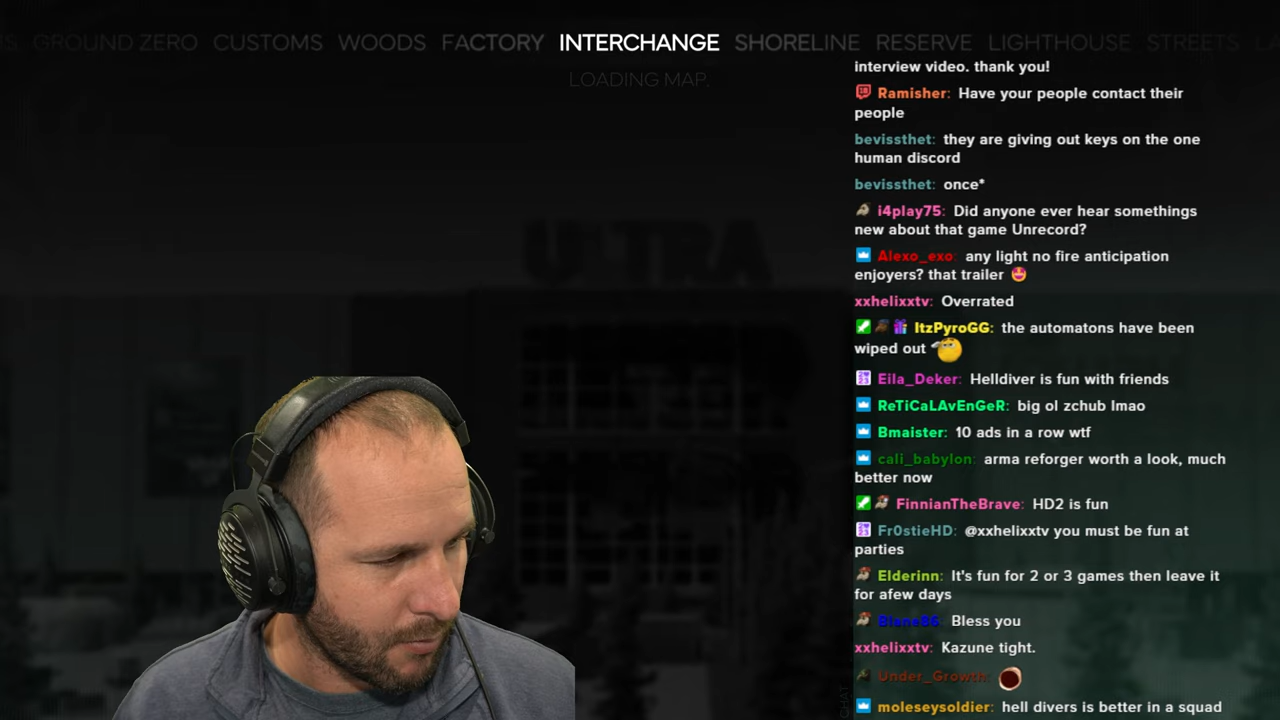 GROUND ZERO CUSTOMS WOODS FACTORY INTERCHANGE SHORELINE RESERVE LIGHTHOUSE STREETS
LOADING MAP.
ULTRA
interview video. thank you!
Ramisher: Have your people contact their
people
bevissthet: they are giving out keys on the one
human discord
bevissthet: once*
i4play75: Did anyone ever hear somethings
new about that game Unrecord?
Alexo_exo: any light no fire anticipation
enjoyers? that trailer
xxhelixxtv: Overrated
ItzPyroGG: the automatons have been
wiped out
Eila_Deker: Helldiver is fun with friends
ReTiCaLAvEnGeR: big ol zchub lmao
Bmaister: 10 ads in a row wtf
cali_babylon: arma reforger worth a look, much
better now
FinnianTheBrave: HD2 is fun
Fr0stieHD: @xxhelixxtv you must be fun at
parties
Elderinn: It's fun for 2 or 3 games then leave it
for afew days
Blane86: Bless you
xxhelixxtv: Kazune tight.
Under_Growth:
moleseysoldier: hell divers is better in a squad
CHAT